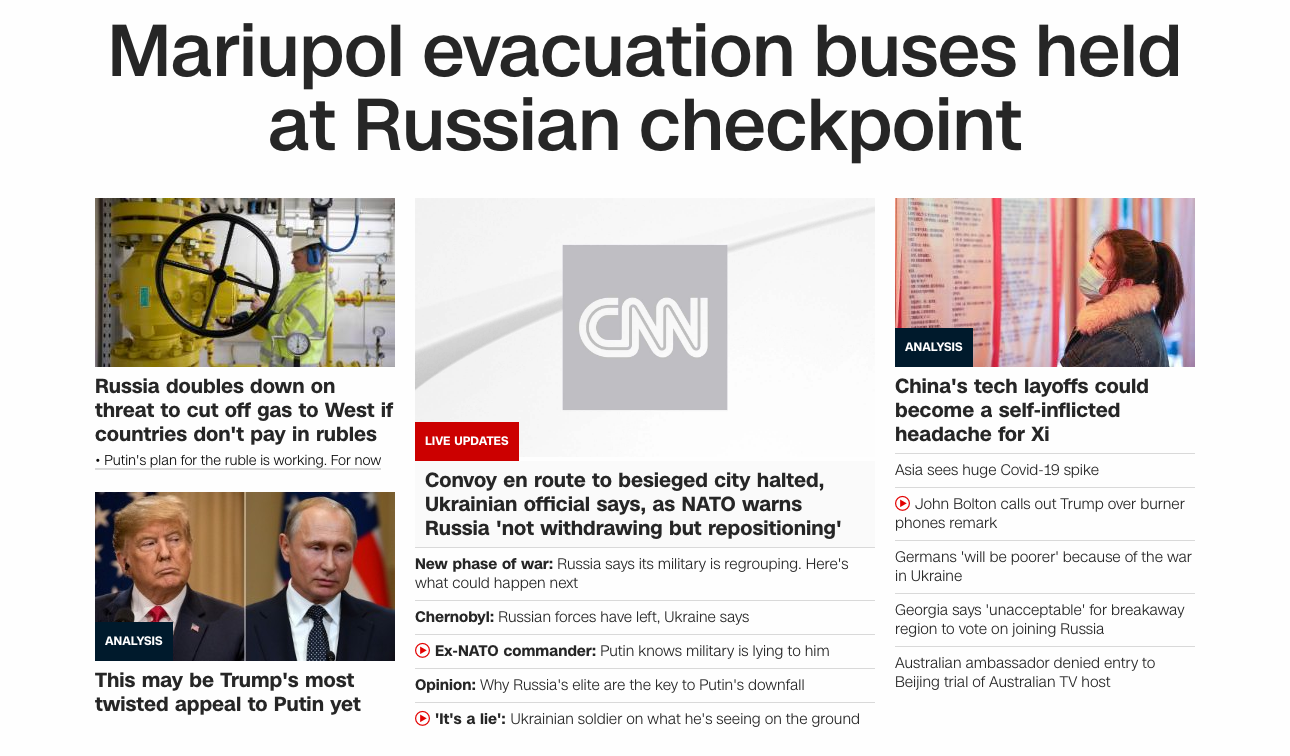 Mariupol evacuation buses held
at Russian checkpoint
Russia doubles down on
threat to cut off gas to West if
countries don't pay in rubles
• Putin's plan for the ruble is working. For now
ANALYSIS
This may be Trump's most
twisted appeal to Putin yet
CNN
LIVE UPDATES
Convoy en route to besieged city halted,
Ukrainian official says, as NATO warns
Russia 'not withdrawing but repositioning'
New phase of war: Russia says its military is regrouping. Here's
what could happen next
Chernobyl: Russian forces have left, Ukraine says
Ex-NATO commander: Putin knows military is lying to him
Opinion: Why Russia's elite are the key to Putin's downfall
'It's a lie': Ukrainian soldier on what he's seeing on the ground
ANALYSIS
China's tech layoffs could
become a self-inflicted
headache for Xi
Asia sees huge Covid-19 spike
John Bolton calls out Trump over burner
phones remark
Germans 'will be poorer' because of the war
in Ukraine
Georgia says 'unacceptable' for breakaway
region to vote on joining Russia
Australian ambassador denied entry to
Beijing trial of Australian TV host